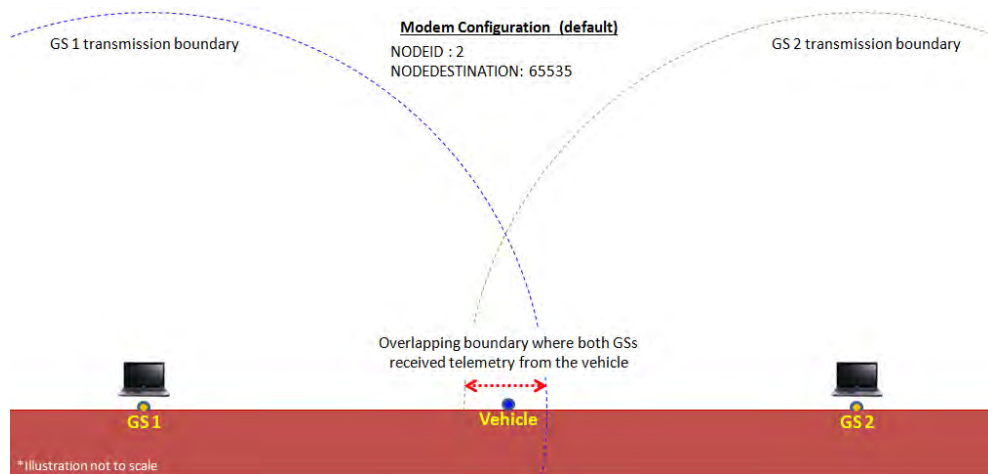 Modem Configuration (default)
GS 1 transmission boundary
GS 2 transmission boundary
NODEID : 2
NODEDESTINATION: 65535
Overlapping boundary where both GSs
received telemetry from the vehicle
GS 1
Vehicle
GS 2
*Illustration not to scale